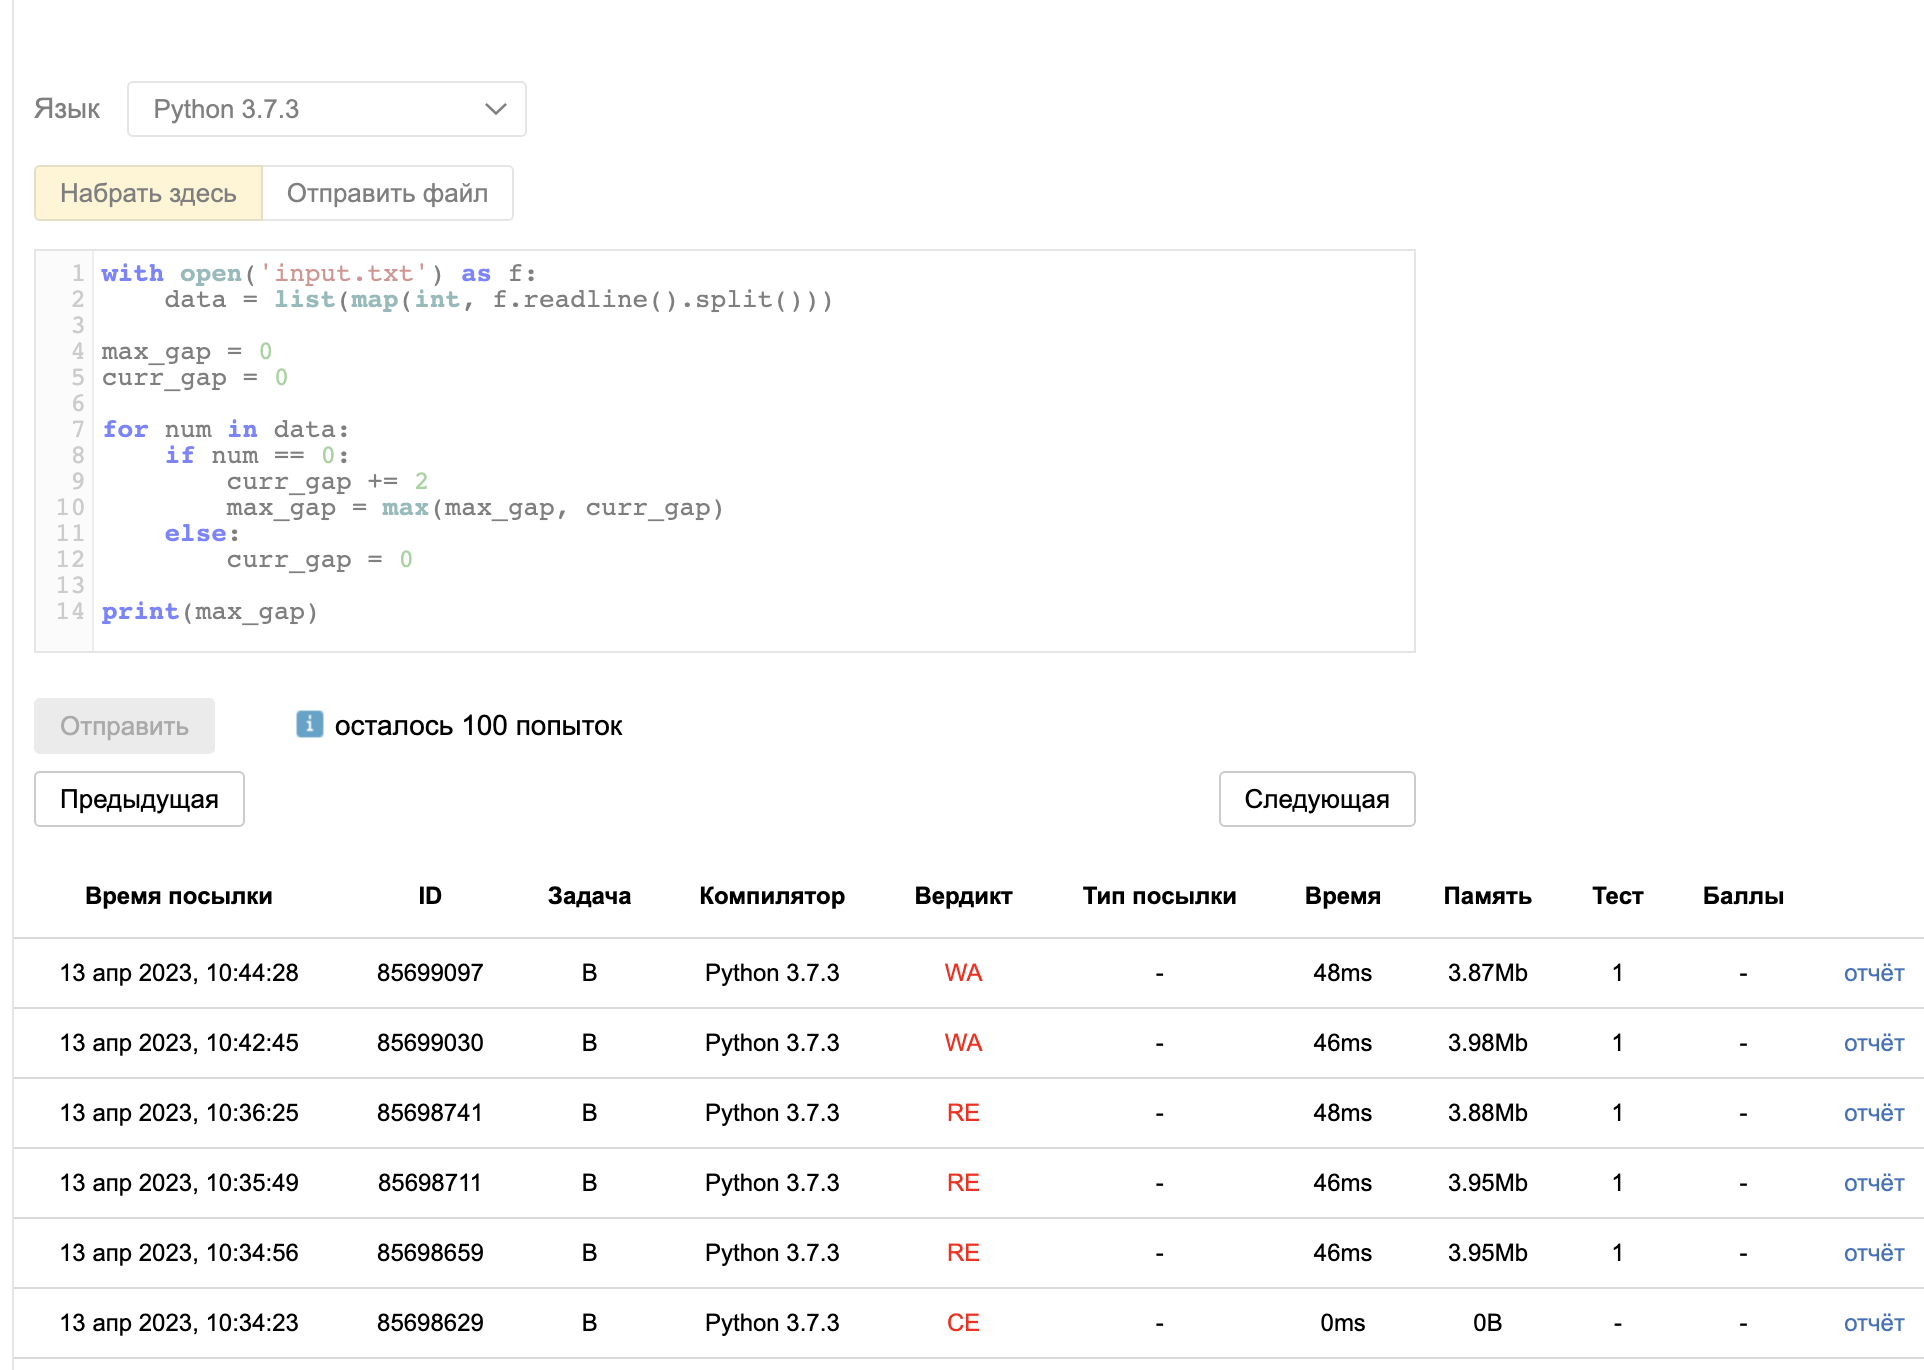 Язык Python 3.7.3
Набрать здесь Отправить файл
1 with open('input.txt') as f:
2     data = list(map(int, f.readline().split()))
3
4 max_gap = 0
5 curr_gap = 0
6
7 for num in data:
8     if num == 0:
9         curr_gap += 2
10         max_gap = max(max_gap, curr_gap)
11     else:
12         curr_gap = 0
13
14 print(max_gap)
Отправить i осталось 100 попыток
Предыдущая Следующая
Время посылки ID Задача Компилятор Вердикт Тип посылки Время Память Тест Баллы
13 апр 2023, 10:44:28 85699097 B Python 3.7.3 WA - 48ms 3.87Mb 1 - отчёт
13 апр 2023, 10:42:45 85699030 B Python 3.7.3 WA - 46ms 3.98Mb 1 - отчёт
13 апр 2023, 10:36:25 85698741 B Python 3.7.3 RE - 48ms 3.88Mb 1 - отчёт
13 апр 2023, 10:35:49 85698711 B Python 3.7.3 RE - 46ms 3.95Mb 1 - отчёт
13 апр 2023, 10:34:56 85698659 B Python 3.7.3 RE - 46ms 3.95Mb 1 - отчёт
13 апр 2023, 10:34:23 85698629 B Python 3.7.3 CE - 0ms 0B - - отчёт